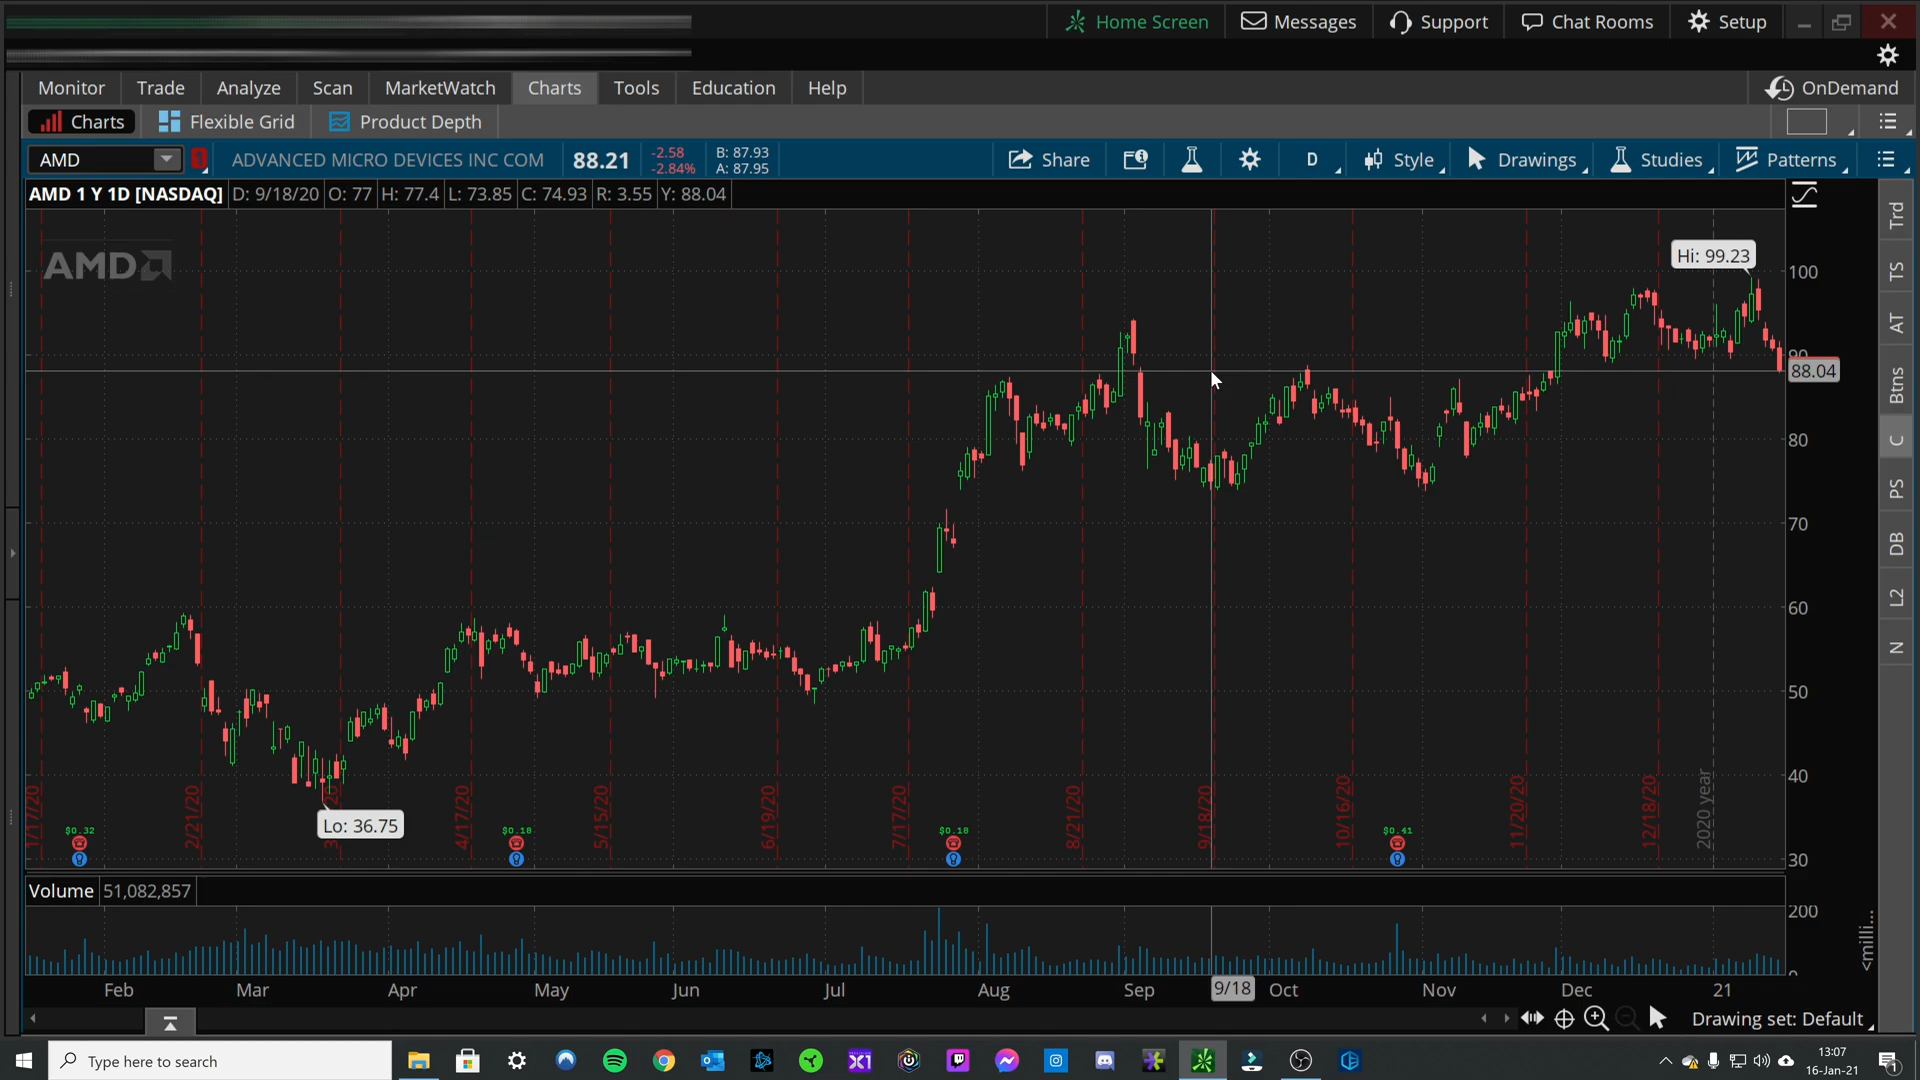 Home Screen
Messages
Support
Chat Rooms
Setup
Monitor
Trade
Analyze
Scan
MarketWatch
Charts
Tools
Education
Help
OnDemand
Charts
Flexible Grid
Product Depth
AMD
ADVANCED MICRO DEVICES INC COM
88.21
-2.58
-2.84%
B: 87.93
A: 87.95
Share
D
Style
Drawings
Studies
Patterns
AMD 1 Y 1D [NASDAQ]
D: 9/18/20
O: 77
H: 77.4
L: 73.85
C: 74.93
R: 3.55
Y: 88.04
AMD
Hi: 99.23
100
90
88.04
80
70
60
50
40
30
Lo: 36.75
1/17/20
2/21/20
4/17/20
5/15/20
6/19/20
7/17/20
8/21/20
9/18/20
10/16/20
11/20/20
12/18/20
2020 year
$0.32
$0.18
$0.18
$0.41
Trd
TS
AT
Btns
C
PS
DB
L2
N
Volume
51,082,857
200
0
<milli...
Feb
Mar
Apr
May
Jun
Jul
Aug
Sep
9/18
Oct
Nov
Dec
21
Drawing set: Default
Type here to search
13:07
16-Jan-21
1